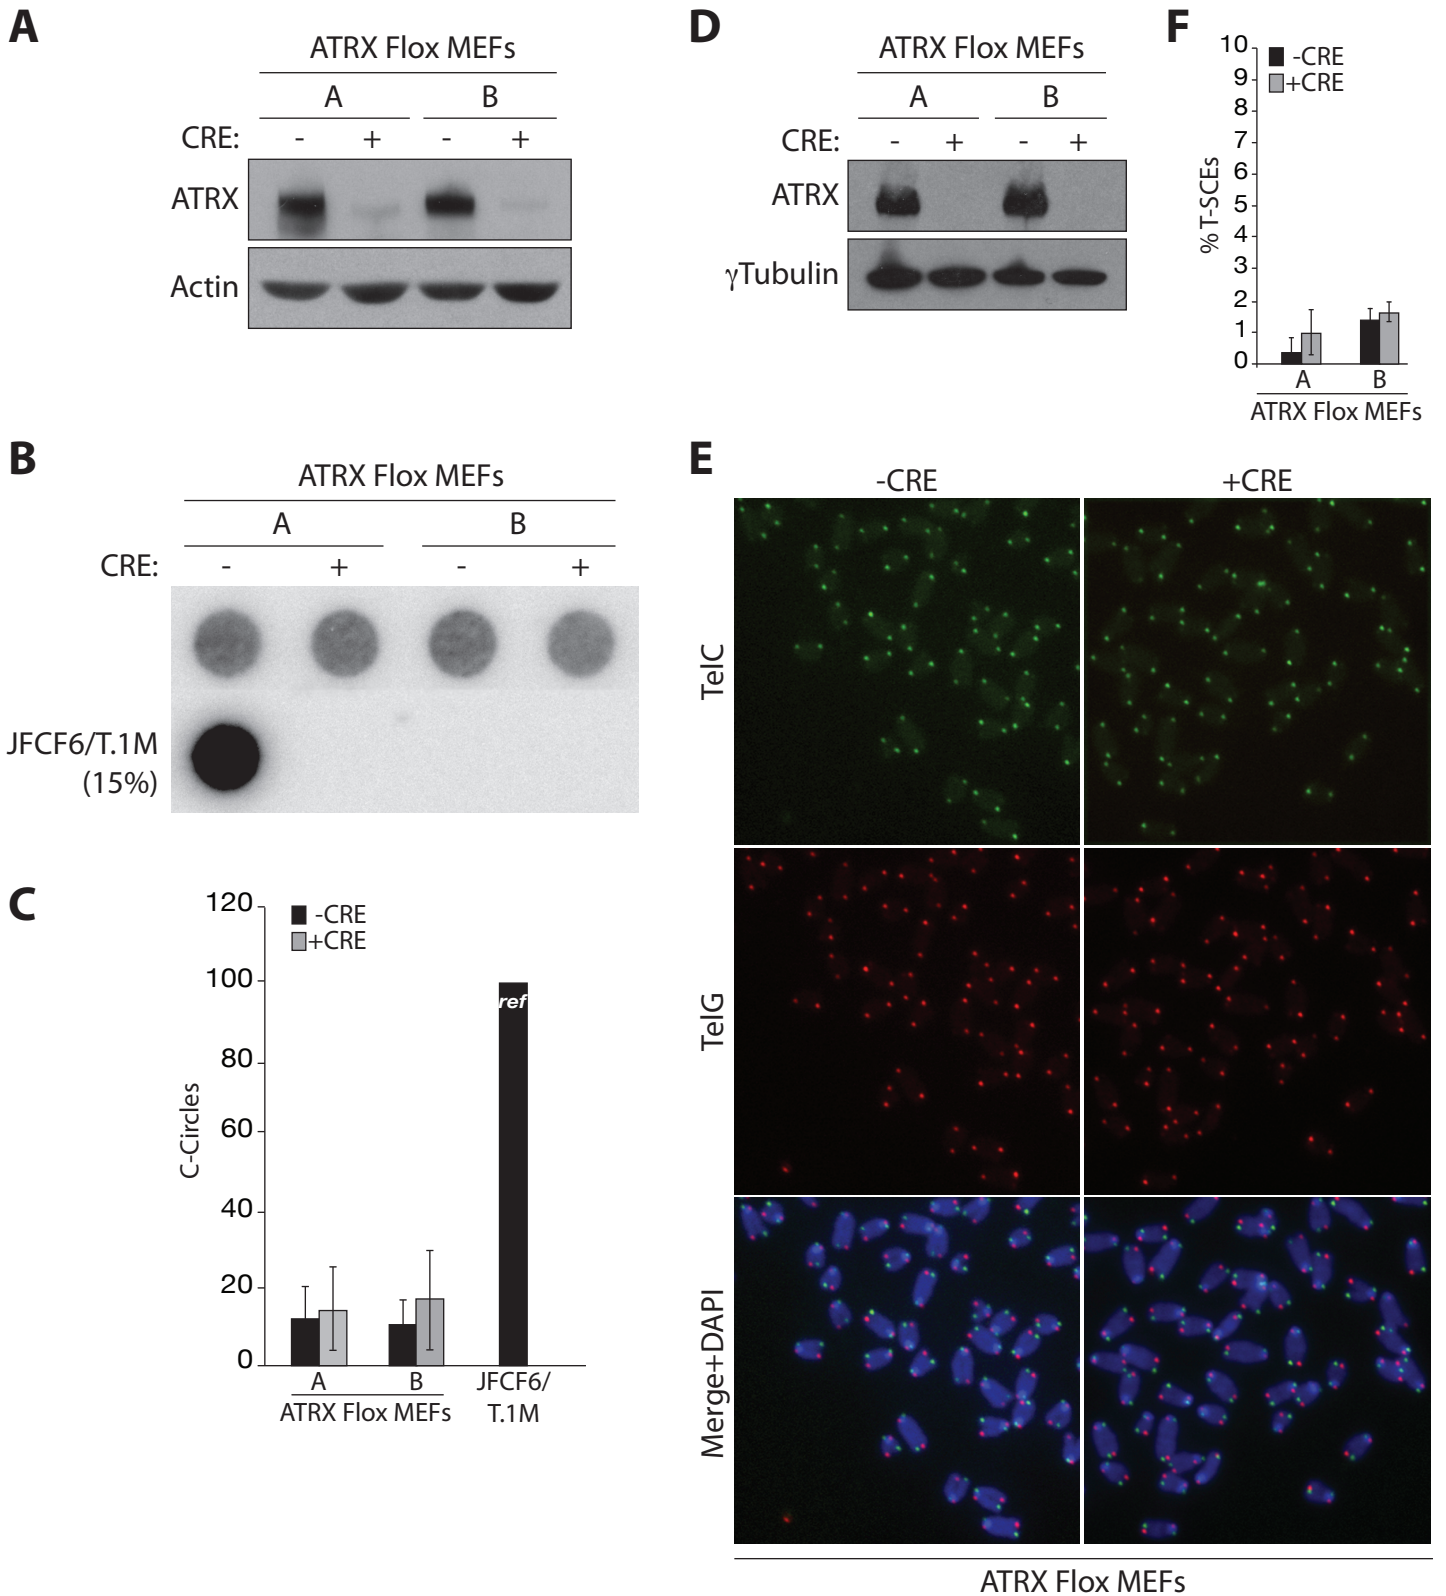 A
ATRX Flox MEFs
A B
CRE: - + - +
ATRX
Actin
B
ATRX Flox MEFs
A B
CRE: - + - +
JFCF6/T.1M
(15%)
C
120
100
80
60
40
20
0
C-Circles
-CRE
+CRE
ref
A B JFCF6/
ATRX Flox MEFs T.1M
D
ATRX Flox MEFs
A B
CRE: - + - +
ATRX
γTubulin
F
10
9
8
7
6
5
4
3
2
1
0
% T-SCEs
-CRE
+CRE
A B
ATRX Flox MEFs
E
-CRE +CRE
TelC
TelG
Merge+DAPI
ATRX Flox MEFs